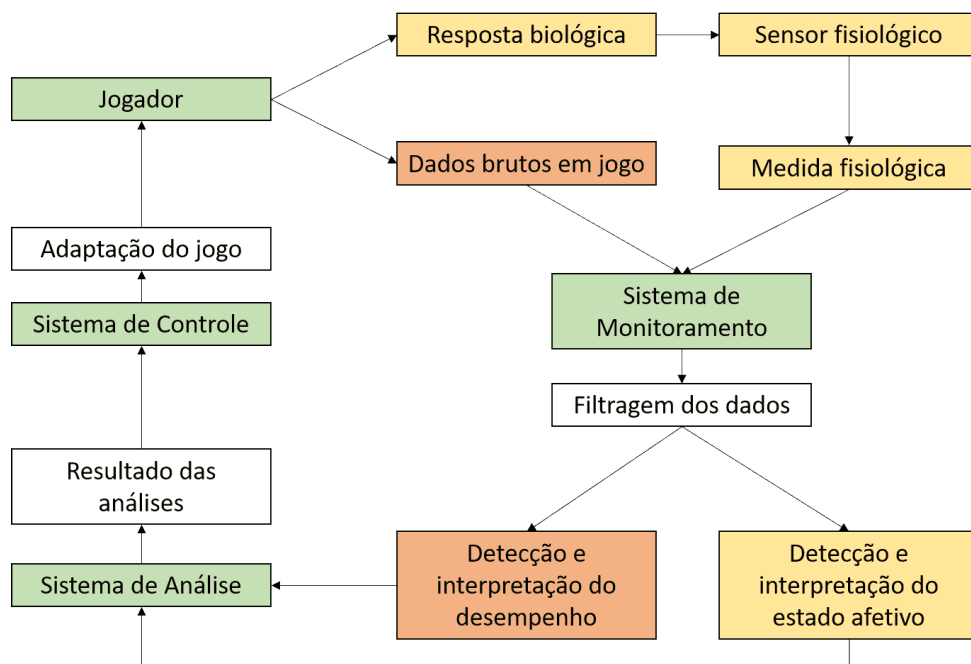 Resposta biológica
Sensor fisiológico
Jogador
Dados brutos em jogo
Medida fisiológica
Adaptação do jogo
Sistema de Controle
Sistema de
Monitoramento
Filtragem dos dados
Resultado das
análises
Sistema de Análise
Detecção e
interpretação do
desempenho
Detecção e
interpretação do
estado afetivo